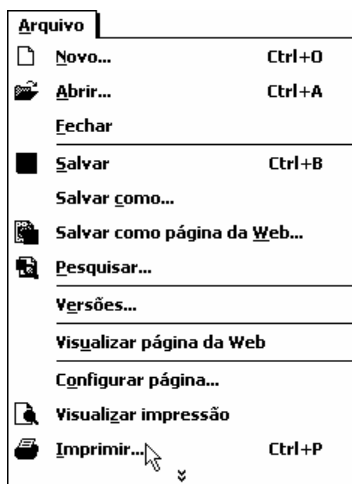 Arquivo
Novo... Ctrl+O
Abrir... Ctrl+A
Fechar
Salvar Ctrl+B
Salvar como...
Salvar como página da Web...
Pesquisar...
Versões...
Visualizar página da Web
Configurar página...
Visualizar impressão
Imprimir... Ctrl+P